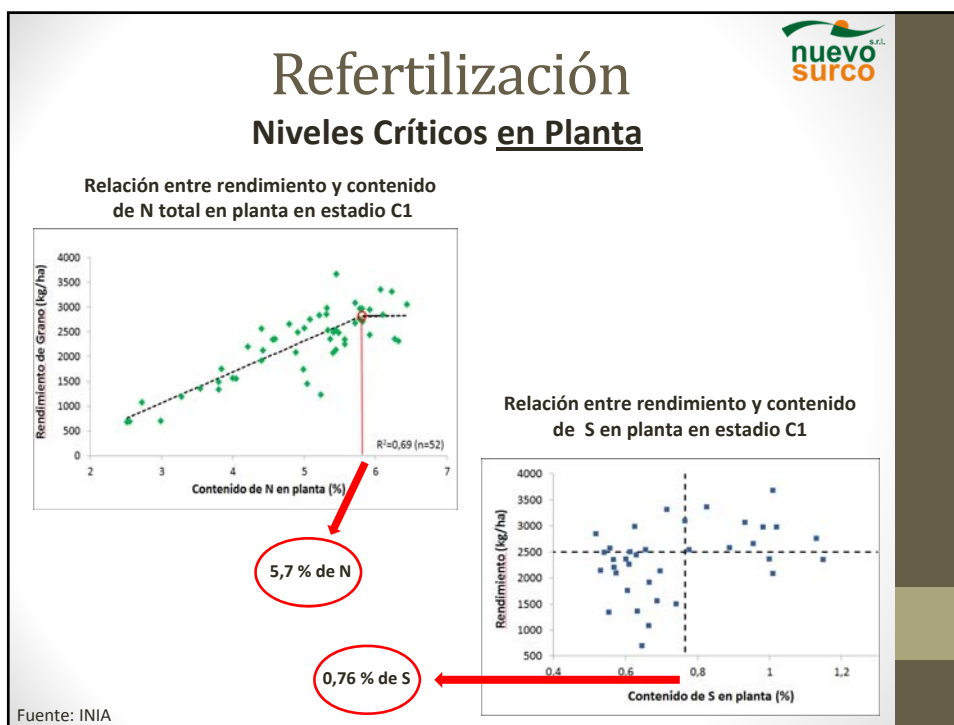 nuevo
surco
s.r.l.
Refertilización
Niveles Críticos en Planta
Relación entre rendimiento y contenido
de N total en planta en estadio C1
Rendimiento de Grano (kg/ha)
4000
3500
3000
2500
2000
1500
1000
500
0
2 3 4 5 6 7
R²=0,69 (n=52)
Contenido de N en planta (%)
5,7 % de N
Relación entre rendimiento y contenido
de S en planta en estadio C1
Rendimiento (kg/ha)
4000
3500
3000
2500
2000
1500
1000
500
0,4 0,6 0,8 1 1,2
Contenido de S en planta (%)
0,76 % de S
Fuente: INIA